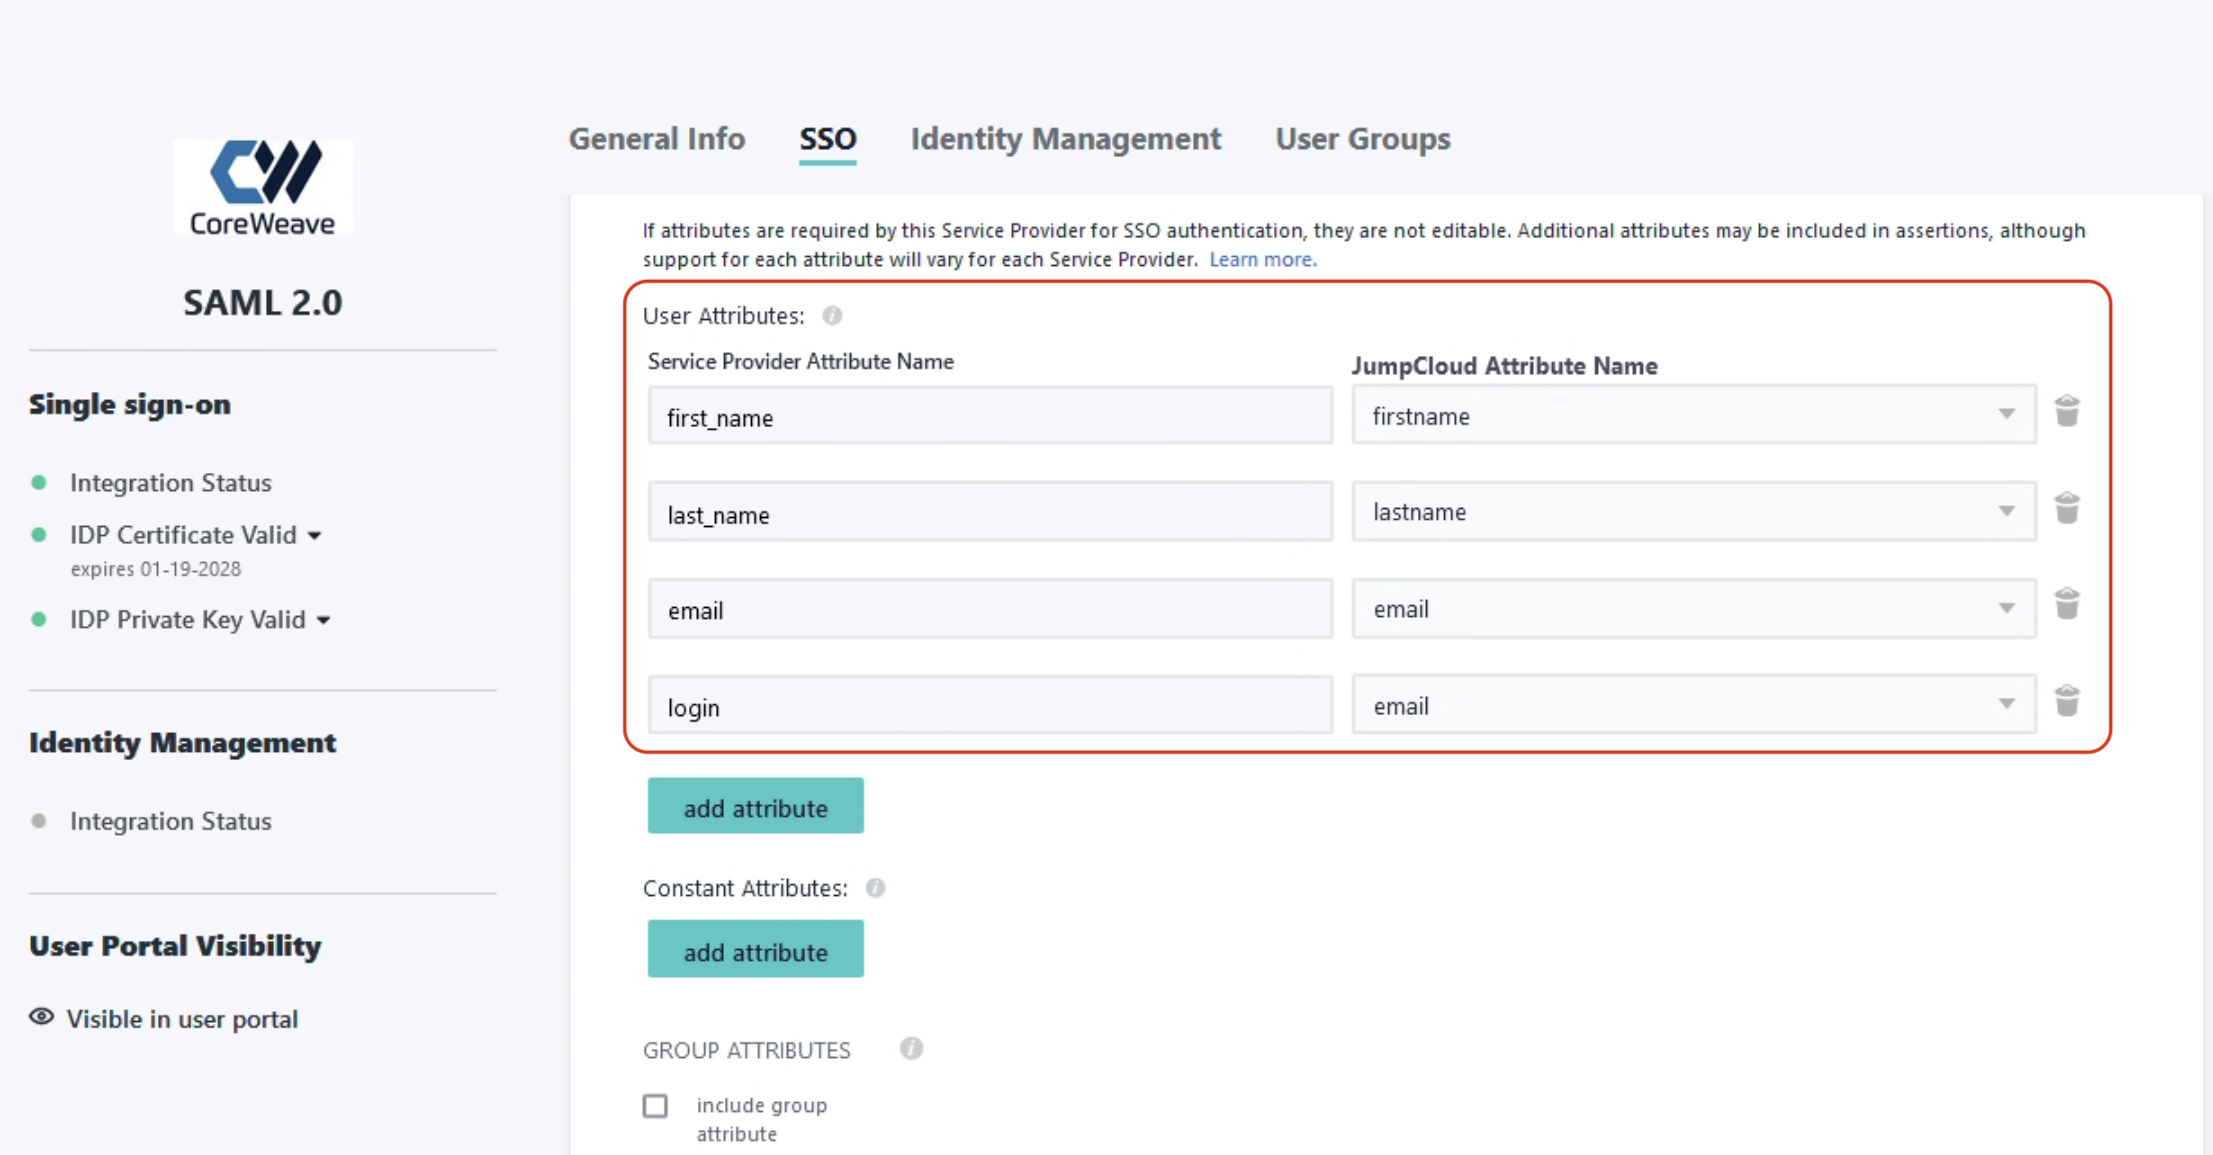 CoreWeave
SAML 2.0
Single sign-on
Integration Status
IDP Certificate Valid
expires 01-19-2028
IDP Private Key Valid
Identity Management
Integration Status
User Portal Visibility
Visible in user portal
General Info
SSO
Identity Management
User Groups
If attributes are required by this Service Provider for SSO authentication, they are not editable. Additional attributes may be included in assertions, although
support for each attribute will vary for each Service Provider. Learn more.
User Attributes:
Service Provider Attribute Name
JumpCloud Attribute Name
first_name
firstname
last_name
lastname
email
email
login
email
add attribute
Constant Attributes:
add attribute
GROUP ATTRIBUTES
include group
attribute